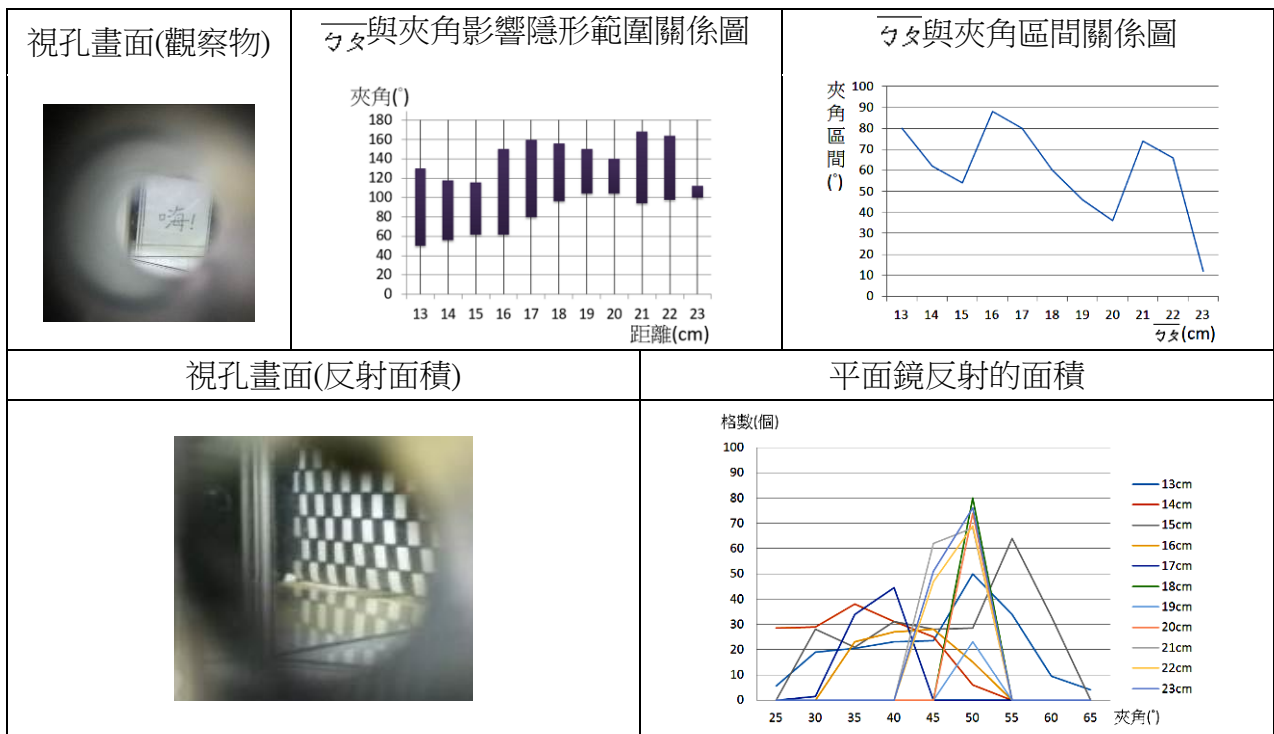 視孔畫面(觀察物)
ㄅㄆ與夾角影響隱形範圍關係圖
ㄅㄆ與夾角區間關係圖
嗨!
夾角(°)
180
160
140
120
100
80
60
40
20
0
13 14 15 16 17 18 19 20 21 22 23
距離(cm)
夾角區間(°)
100
90
80
70
60
50
40
30
20
10
0
13 14 15 16 17 18 19 20 21 22 23
ㄅㄆ(cm)
視孔畫面(反射面積)
平面鏡反射的面積
格數(個)
100
90
80
70
60
50
40
30
20
10
0
25 30 35 40 45 50 55 60 65
夾角(°)
13cm
14cm
15cm
16cm
17cm
18cm
19cm
20cm
21cm
22cm
23cm